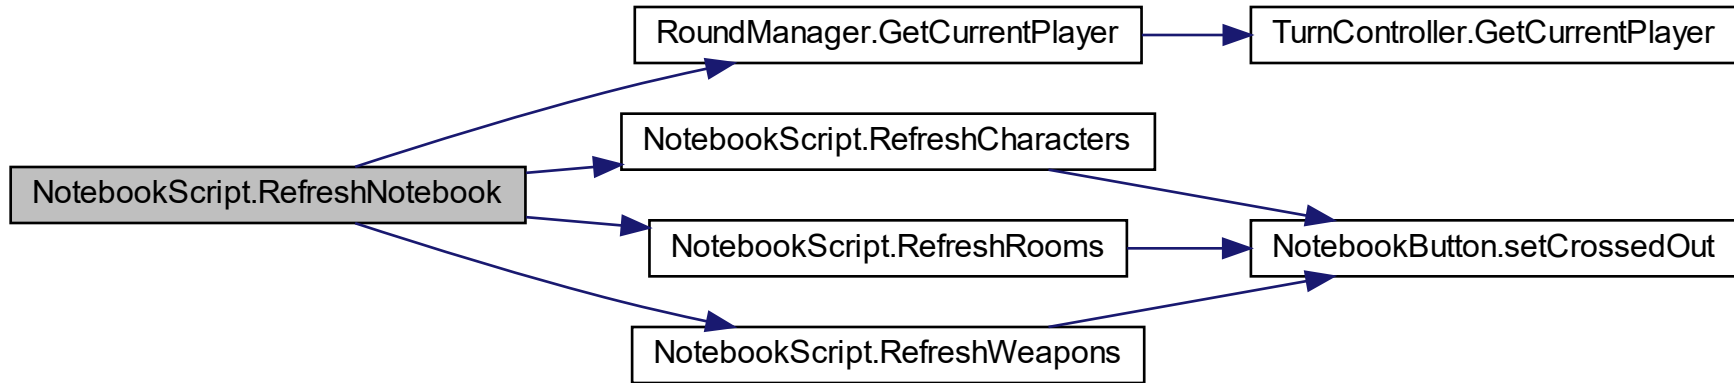 RoundManager.GetCurrentPlayer
TurnController.GetCurrentPlayer
NotebookScript.RefreshCharacters
NotebookScript.RefreshNotebook
NotebookScript.RefreshRooms
NotebookButton.setCrossedOut
NotebookScript.RefreshWeapons